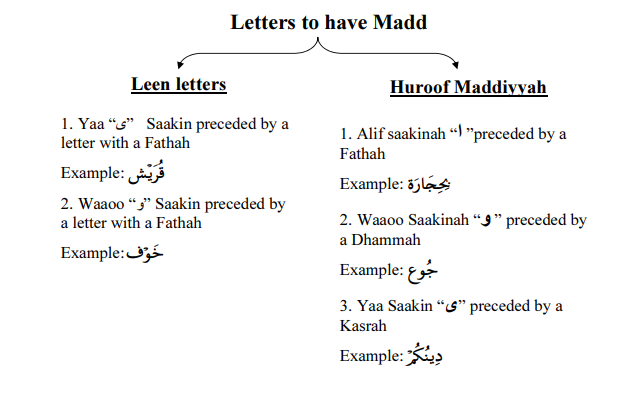 Letters to have Madd
Leen letters
1. Yaa “ى” Saakin preceded by a
letter with a Fathah
Example: قُرَيْش
2. Waaoo “و” Saakin preceded by
a letter with a Fathah
Example: خَوْف
Huroof Maddiyyah
1. Alif saakinah “ا ”preceded by a
Fathah
Example: بِحِجَارَة
2. Waaoo Saakinah “و ” preceded by
a Dhammah
Example: جُوع
3. Yaa Saakin “ى” preceded by a
Kasrah
Example: دِينُكُمْ